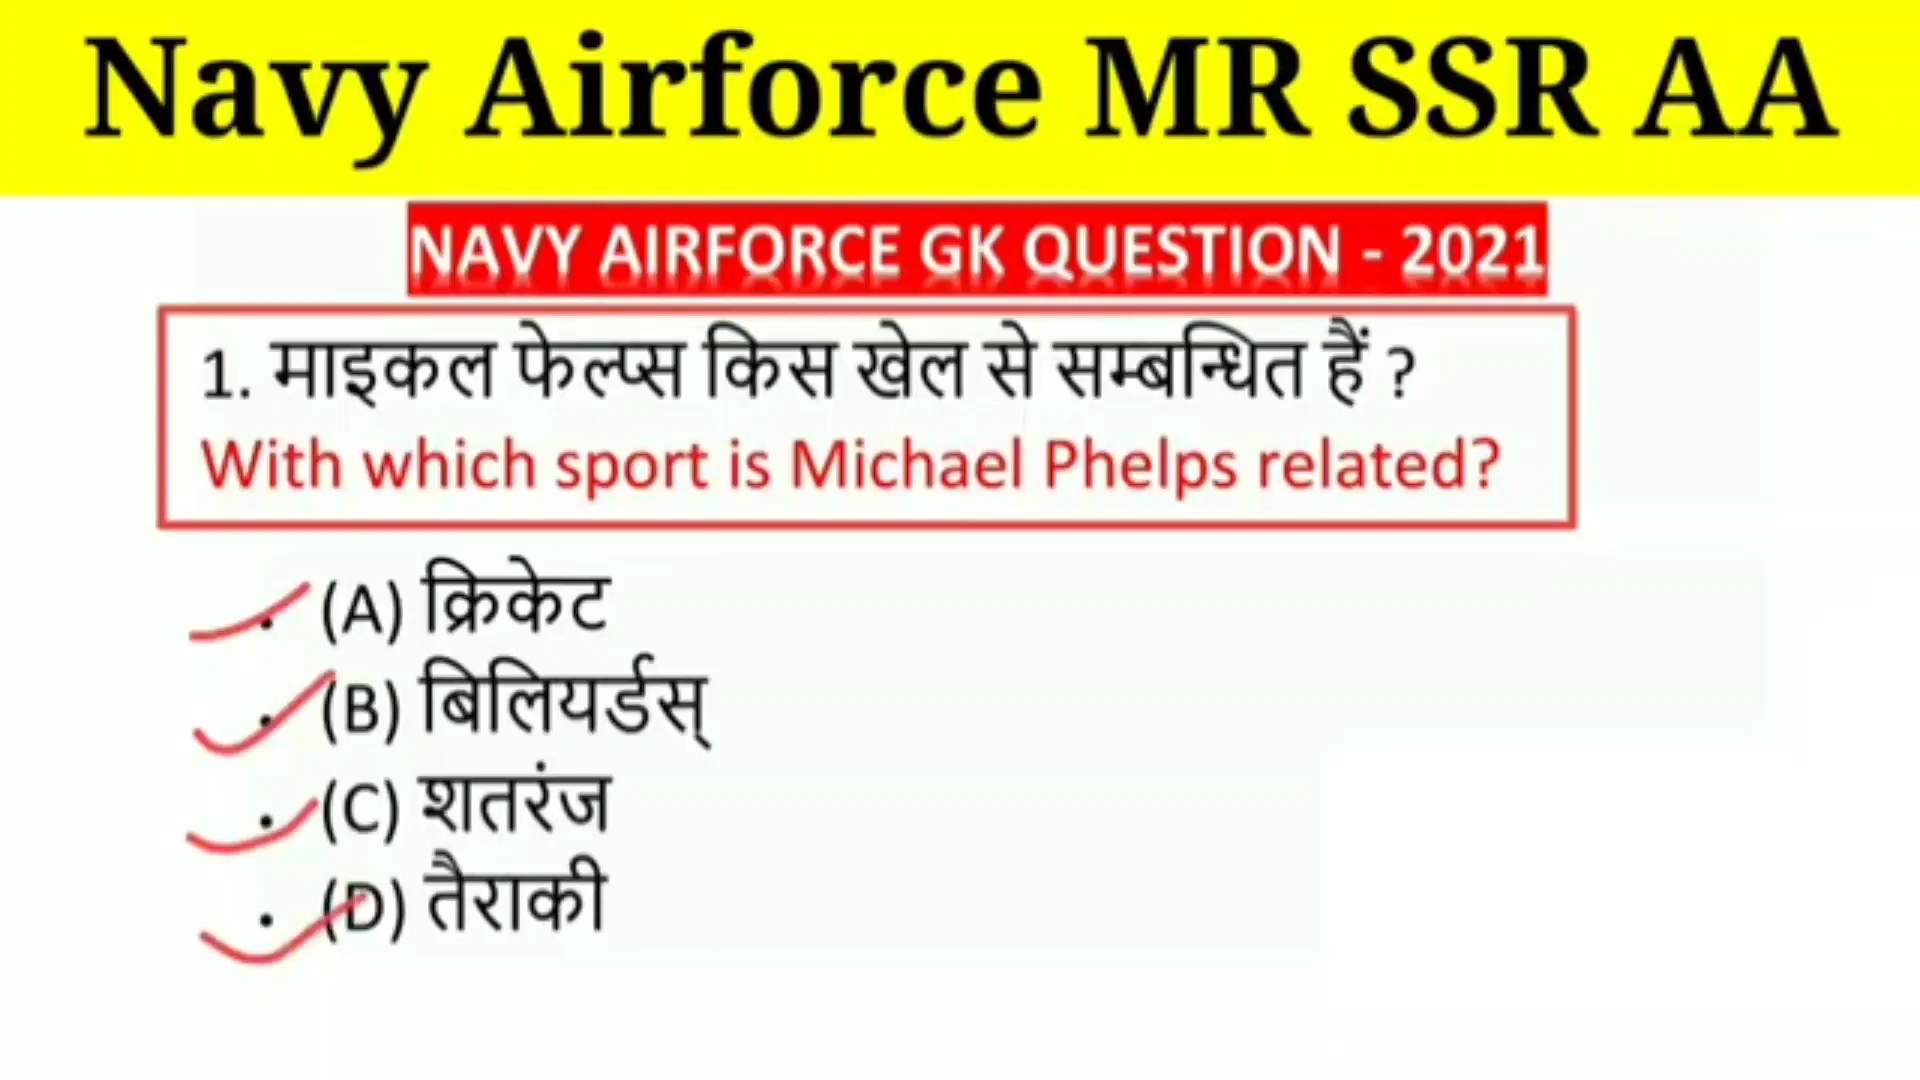 Navy Airforce MR SSR AA
NAVY AIRFORCE GK QUESTION - 2021
1. माइकल फेल्प्स किस खेल से सम्बन्धित हैं ?
With which sport is Michael Phelps related?
• (A) क्रिकेट
• (B) बिलियर्डस्
• (C) शतरंज
• (D) तैराकी